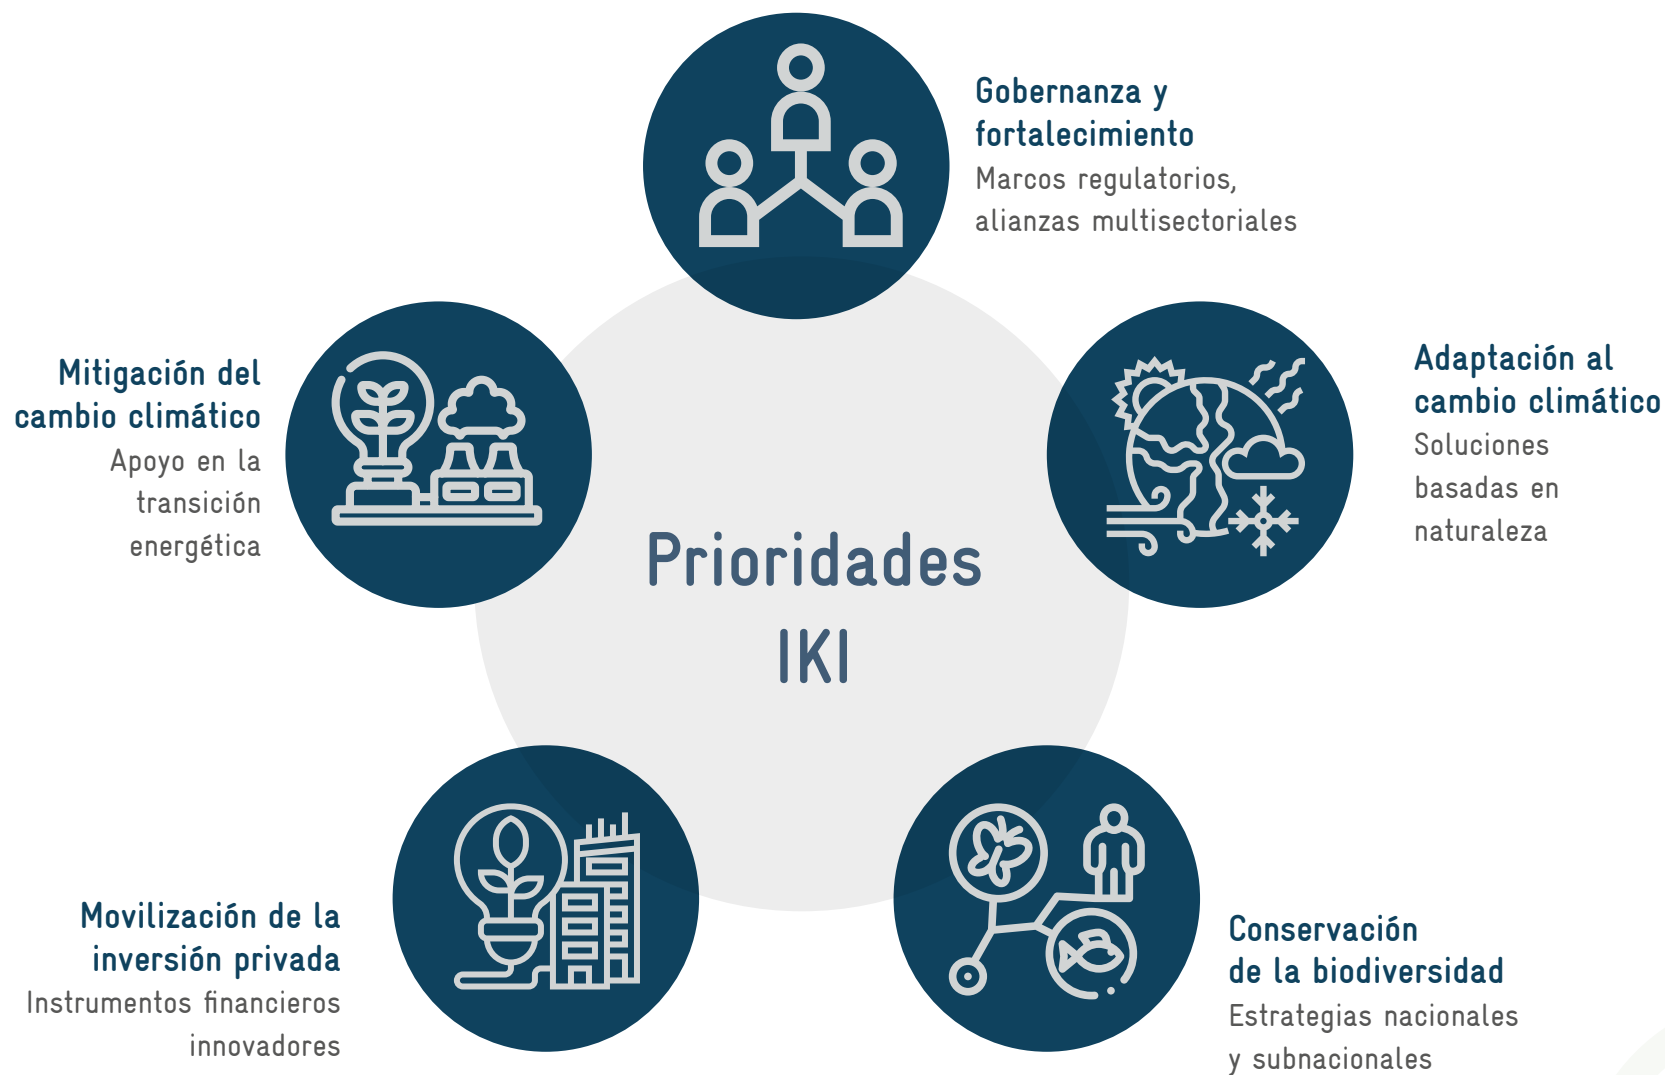 Gobernanza y
fortalecimiento
Marcos regulatorios,
alianzas multisectoriales
Mitigación del
cambio climático
Apoyo en la
transición
energética
Adaptación al
cambio climático
Soluciones
basadas en
naturaleza
Prioridades
IKI
Movilización de la
inversión privada
Instrumentos financieros
innovadores
Conservación
de la biodiversidad
Estrategias nacionales
y subnacionales